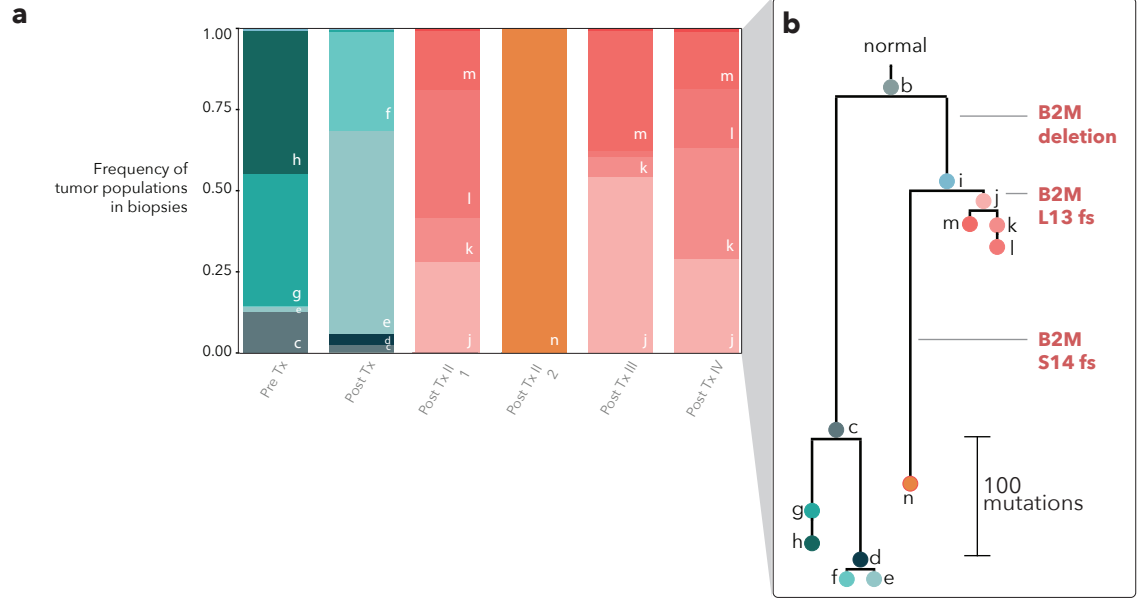 a
1.00
0.75
0.50
0.25
0.00
Frequency of
tumor populations
in biopsies
h
g
e
c
f
e
d
c
m
l
k
j
n
m
k
j
m
l
k
j
Pre Tx
Post Tx
Post Tx II
1
Post Tx II
2
Post Tx III
Post Tx IV
b
normal
b
B2M
deletion
i
j
B2M
L13 fs
m
k
l
B2M
S14 fs
c
n
100
mutations
g
h
d
f
e